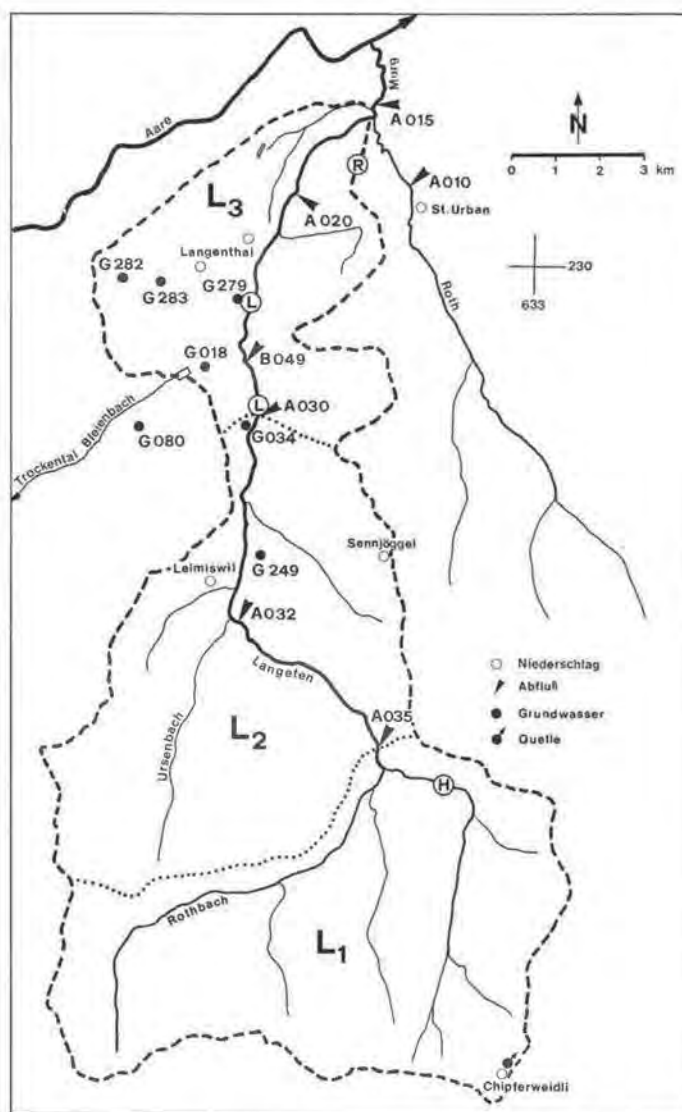 Murg
Aare
A 015
N
R
0 1 2 3 km
A 010
L3
St. Urban
A 020
Langenthal
230
G 282
G 283
G 279
633
L
Roth
G 018
B 049
L
A 030
G 034
Trockental Bleienbach
G 080
Sennjöggel
Leimiswil
G 249
A 032
Niederschlag
Langeten
Abfluß
Grundwasser
A035
Quelle
Ursenbach
L2
H
Rothbach
L1
Chipferweidli